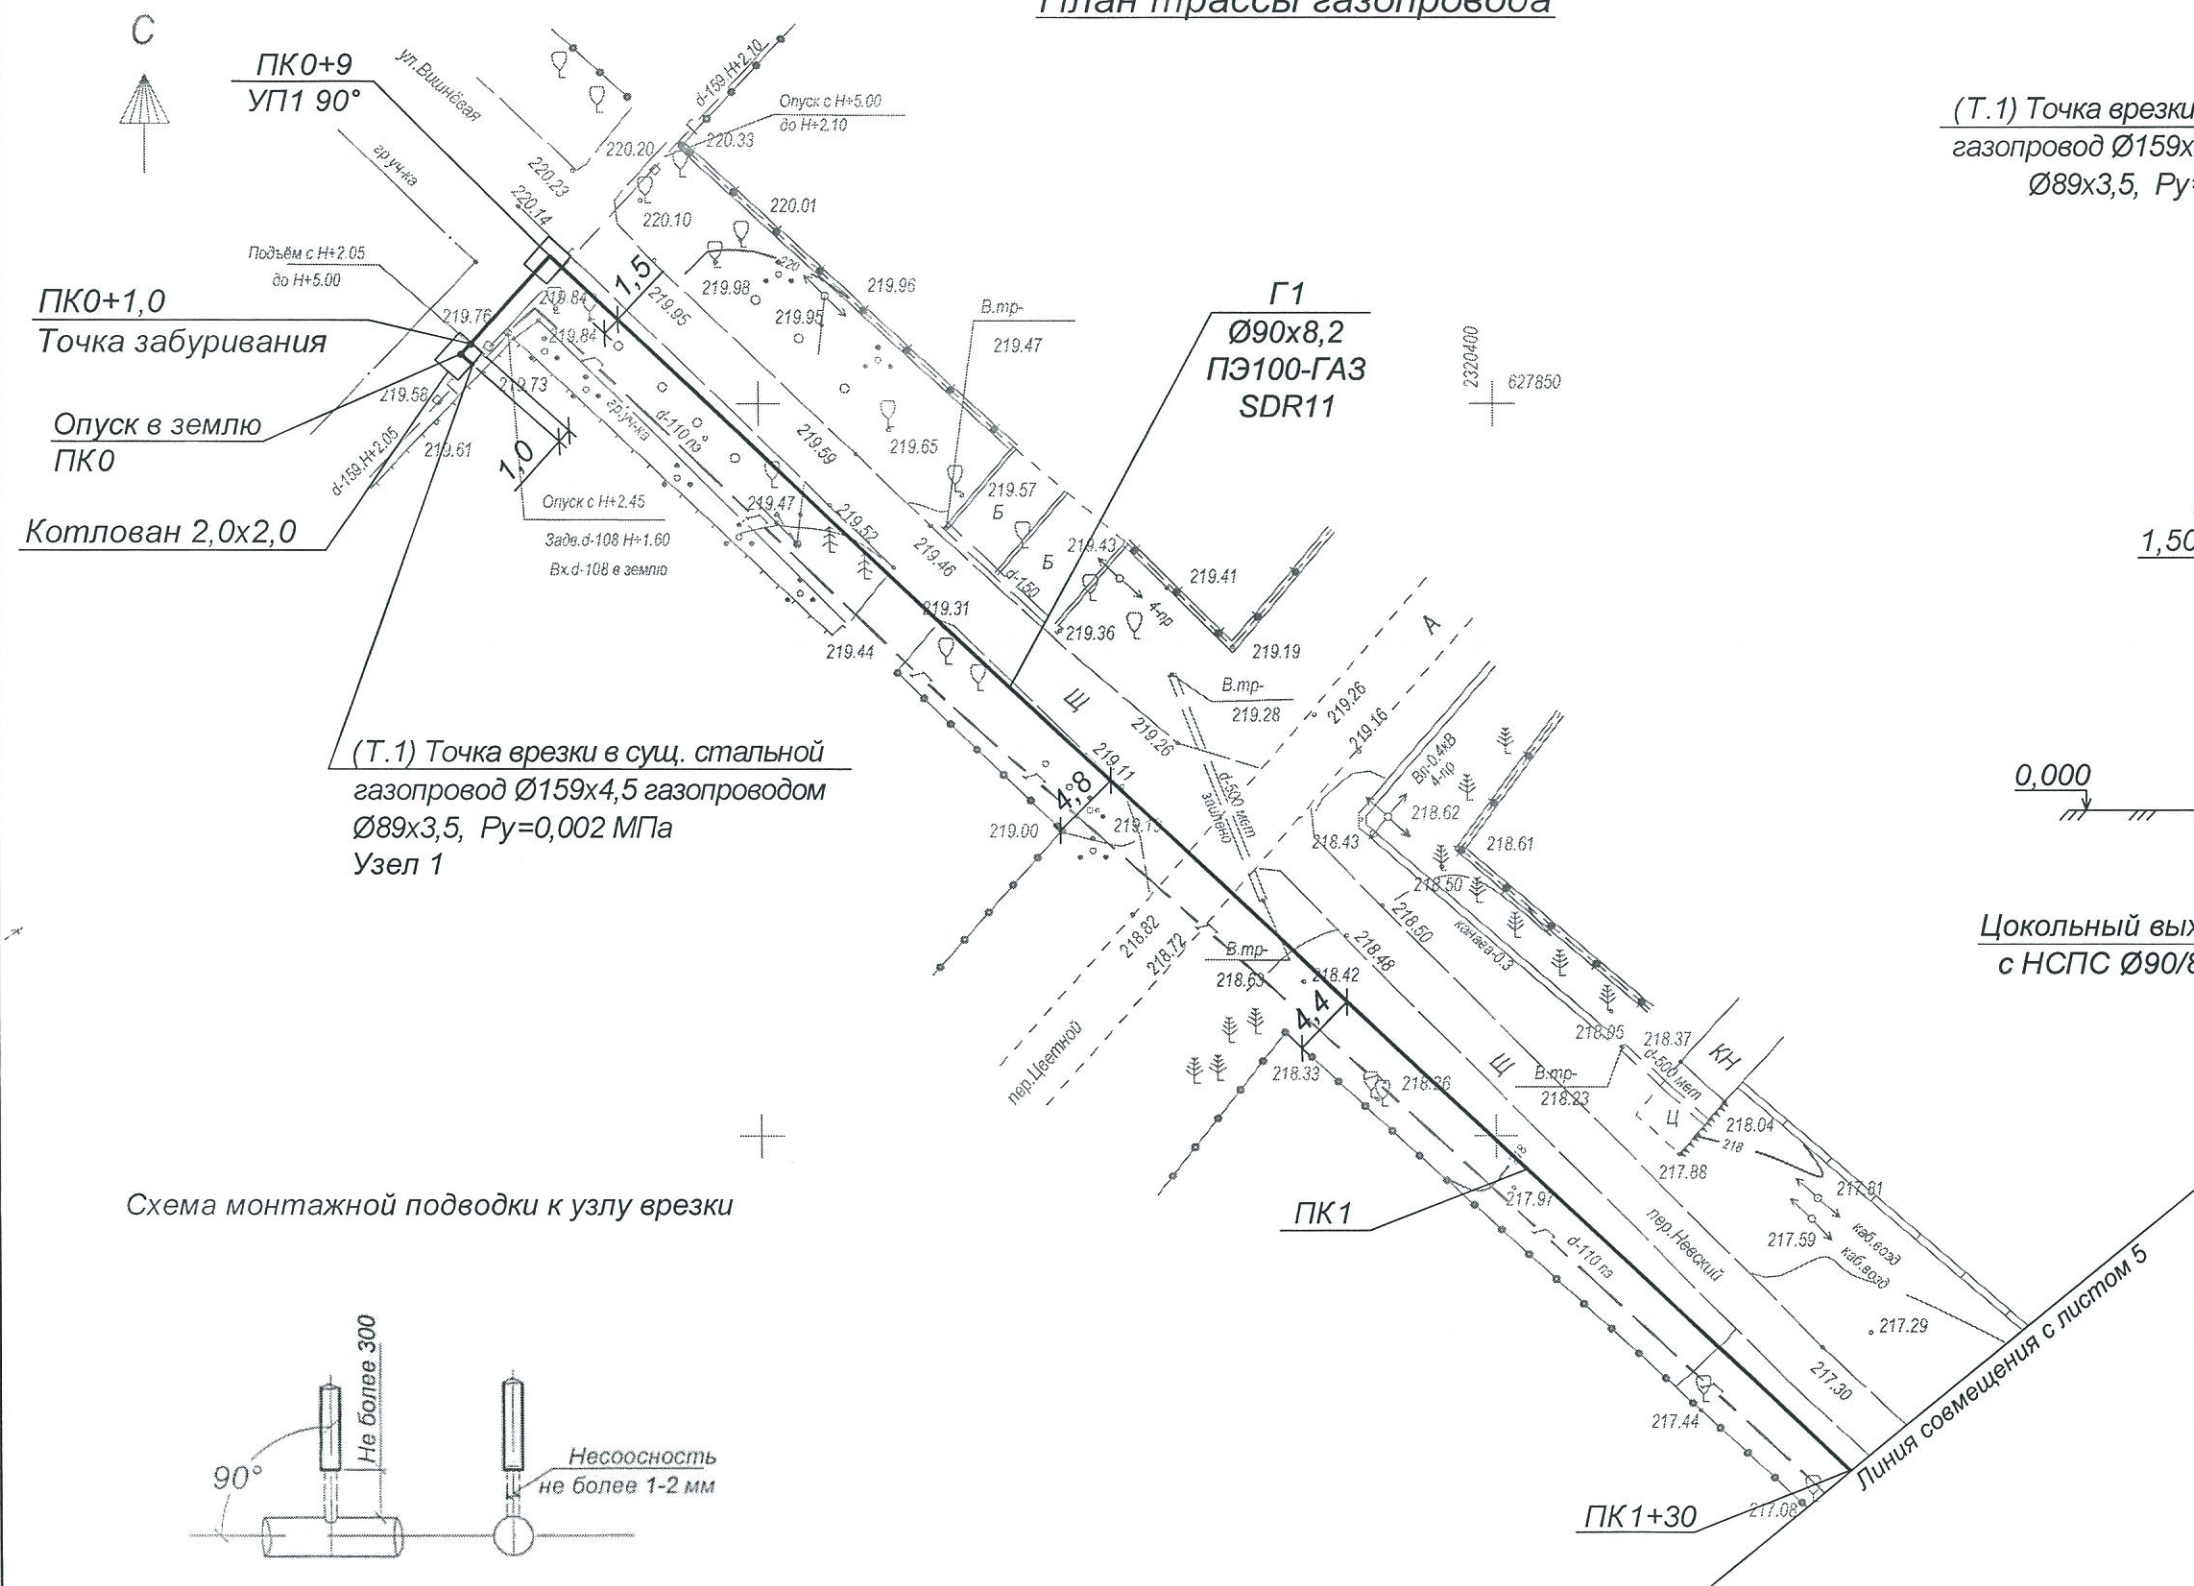 План трассы газопровода
С
ПК0+9
УП1 90°
ул.Вишнёвая
гр.уч-ка
d-159.Н+2.10
Опуск с Н+5.00
до Н+2.10
220.33
220.20
220.23
220.14
220.10
220.01
220
219.98
219.96
219.95
219.95
1,5
Подъём с Н+2.05
до Н+5.00
219.76
219.84
219.84
ПК0+1,0
Точка забуривания
219.58
219.73
219.61
d-159.Н+2.05
Опуск в землю
ПК0
1,0
Котлован 2,0х2,0
Опуск с Н+2.45
Задв.d-108 Н+1.60
Вх.d-108 в землю
гр.уч-ка
d-110 пэ
219.47
219.52
219.59
219.65
219.46
В.тр-
219.47
219.57
Б
Б
d-150
219.43
219.41
4-пр
219.36
219.19
Г1
Ø90х8,2
ПЭ100-ГАЗ
SDR11
2320400
627850
(Т.1) Точка врезки
газопровод Ø159х
Ø89х3,5, Ру=
1,50
0,000
Цокольный вых
с НСПС Ø90/8
219.31
219.44
Щ
В.тр-
219.28
219.26
219.11
4,8
219.00
d-500 мет
заилено
219.26
219.16
А
Вл-0.4кВ
4-пр
218.62
218.43
218.61
218.50
218.50
канава-0.3
(Т.1) Точка врезки в сущ. стальной
газопровод Ø159х4,5 газопроводом
Ø89х3,5, Ру=0,002 МПа
Узел 1
218.82
218.72
В.тр-
218.63
218.48
218.42
4,4
218.33
218.26
пер.Цветной
Щ
В.тр-
218.23
218.95
218.37
d-500 мет
КН
Ц
218.04
218
217.88
217.81
217.59
каб.возд
каб.возд
217.97
ПК1
d-110 пэ
пер.Невский
217.29
217.30
217.44
217.08
Линия совмещения с листом 5
ПК1+30
Схема монтажной подводки к узлу врезки
Не более 300
90°
Несоосность
не более 1-2 мм